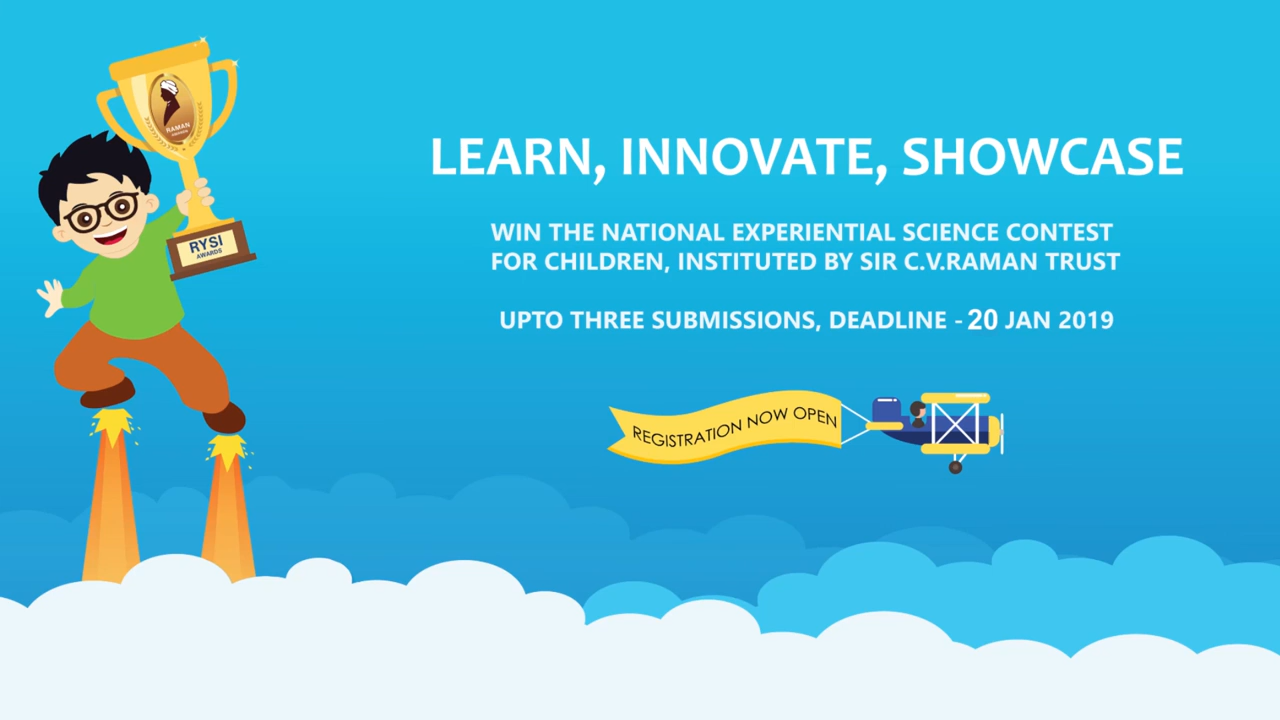 RAMAN
AWARDS
RYSI
AWARDS
LEARN, INNOVATE, SHOWCASE
WIN THE NATIONAL EXPERIENTIAL SCIENCE CONTEST
FOR CHILDREN, INSTITUTED BY SIR C.V.RAMAN TRUST
UPTO THREE SUBMISSIONS, DEADLINE - 20 JAN 2019
REGISTRATION NOW OPEN